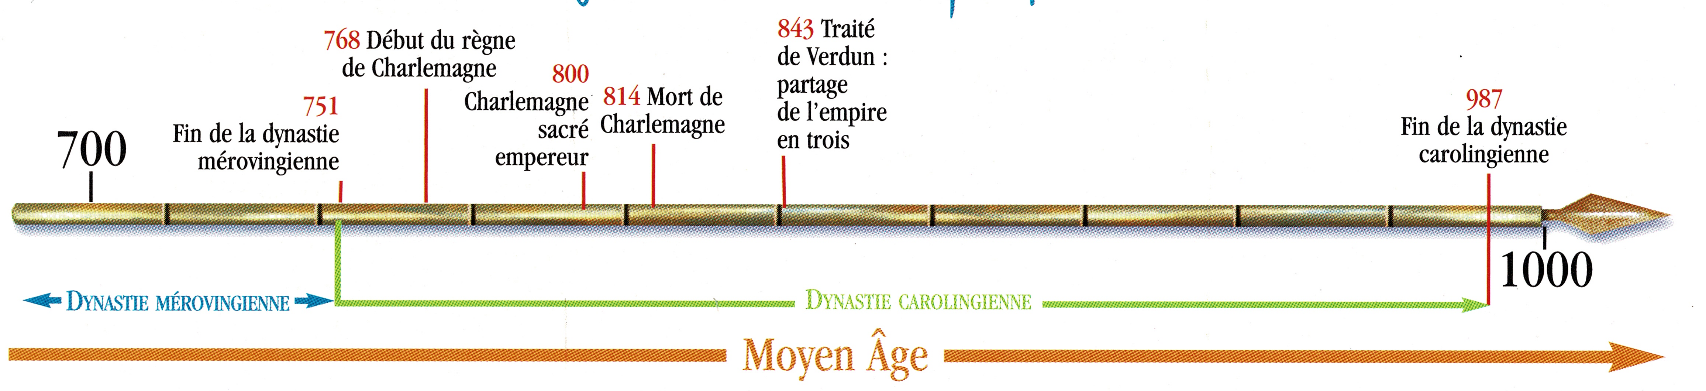 700
751
Fin de la dynastie
mérovingienne
768 Début du règne
de Charlemagne
800
Charlemagne
sacré
empereur
814 Mort de
Charlemagne
843 Traité
de Verdun :
partage
de l'empire
en trois
987
Fin de la dynastie
carolingienne
1000
DYNASTIE MÉROVINGIENNE
DYNASTIE CAROLINGIENNE
Moyen Âge